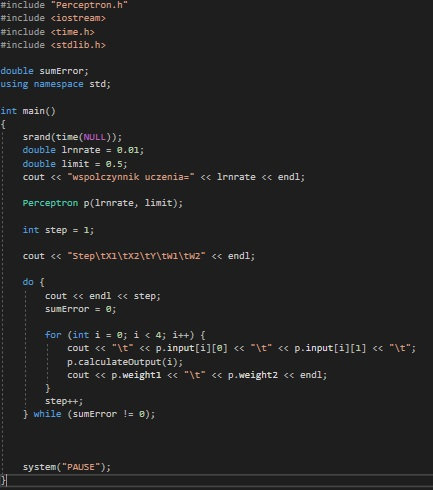 #include "Perceptron.h"
#include <iostream>
#include <time.h>
#include <stdlib.h>
double sumError;
using namespace std;
int main()
{
srand(time(NULL));
double lrnrate = 0.01;
double limit = 0.5;
cout << "wspolczynnik uczenia=" << lrnrate << endl;
Perceptron p(lrnrate, limit);
int step = 1;
cout << "Step\tX1\tX2\tY\tW1\tW2" << endl;
do {
cout << endl << step;
sumError = 0;
for (int i = 0; i < 4; i++) {
cout << "\t" << p.input[i][0] << "\t" << p.input[i][1] << "\t";
p.calculateOutput(i);
cout << p.weight1 << "\t" << p.weight2 << endl;
}
step++;
} while (sumError != 0);
system("PAUSE");
}